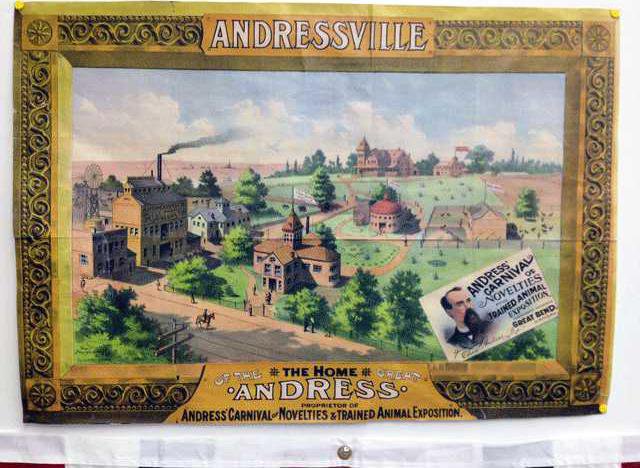 ANDRESSVILLE
ANDRESS'
CARNIVAL
OF
NOVELTIES
TRAINED ANIMAL
EXPOSITION
GREAT BEND.
OF THE * THE HOME * GREAT
·ANDRESS·
PROPRIETOR OF
ANDRESS' CARNIVAL OF NOVELTIES & TRAINED ANIMAL EXPOSITION.